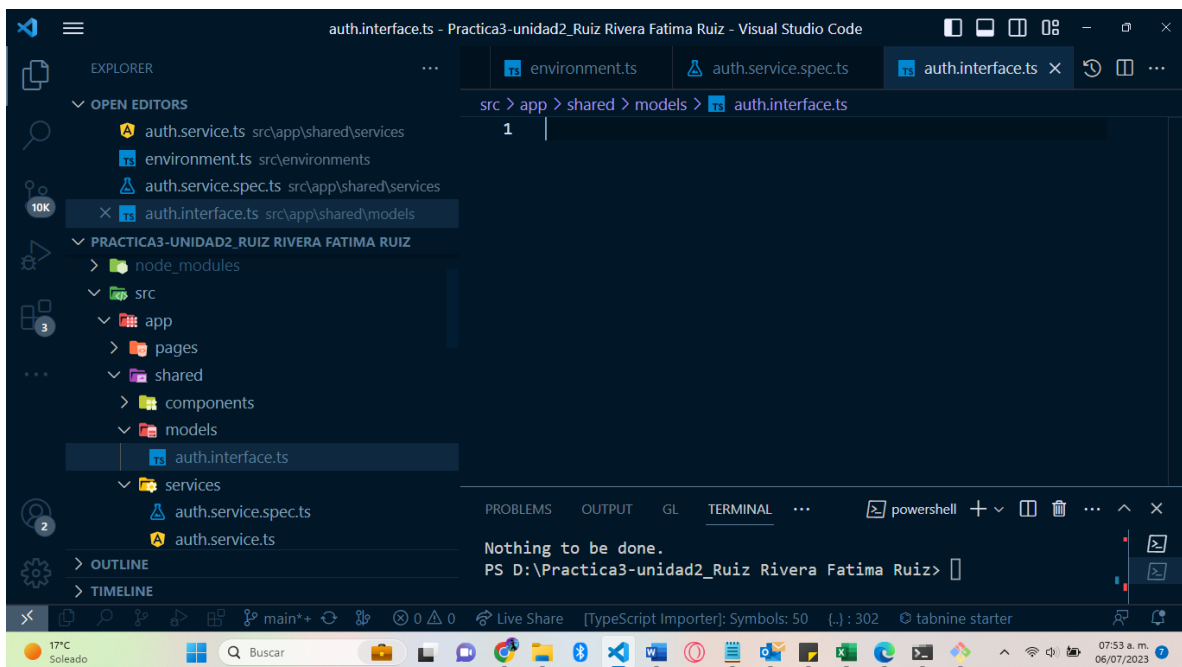 auth.interface.ts - Practica3-unidad2_Ruiz Rivera Fatima Ruiz - Visual Studio Code
EXPLORER
OPEN EDITORS
auth.service.ts src\app\shared\services
environment.ts src\environments
auth.service.spec.ts src\app\shared\services
auth.interface.ts src\app\shared\models
PRACTICA3-UNIDAD2_RUIZ RIVERA FATIMA RUIZ
node_modules
src
app
pages
shared
components
models
auth.interface.ts
services
auth.service.spec.ts
auth.service.ts
OUTLINE
TIMELINE
10K
3
2
environment.ts
auth.service.spec.ts
auth.interface.ts
src > app > shared > models > TS auth.interface.ts
1
PROBLEMS OUTPUT GL TERMINAL ... powershell
Nothing to be done.
PS D:\Practica3-unidad2_Ruiz Rivera Fatima Ruiz>
main*+ 0 0 Live Share [TypeScript Importer]: Symbols: 50 {..} : 302 tabnine starter
17°C
Soleado
Buscar
07:53 a. m.
06/07/2023
7